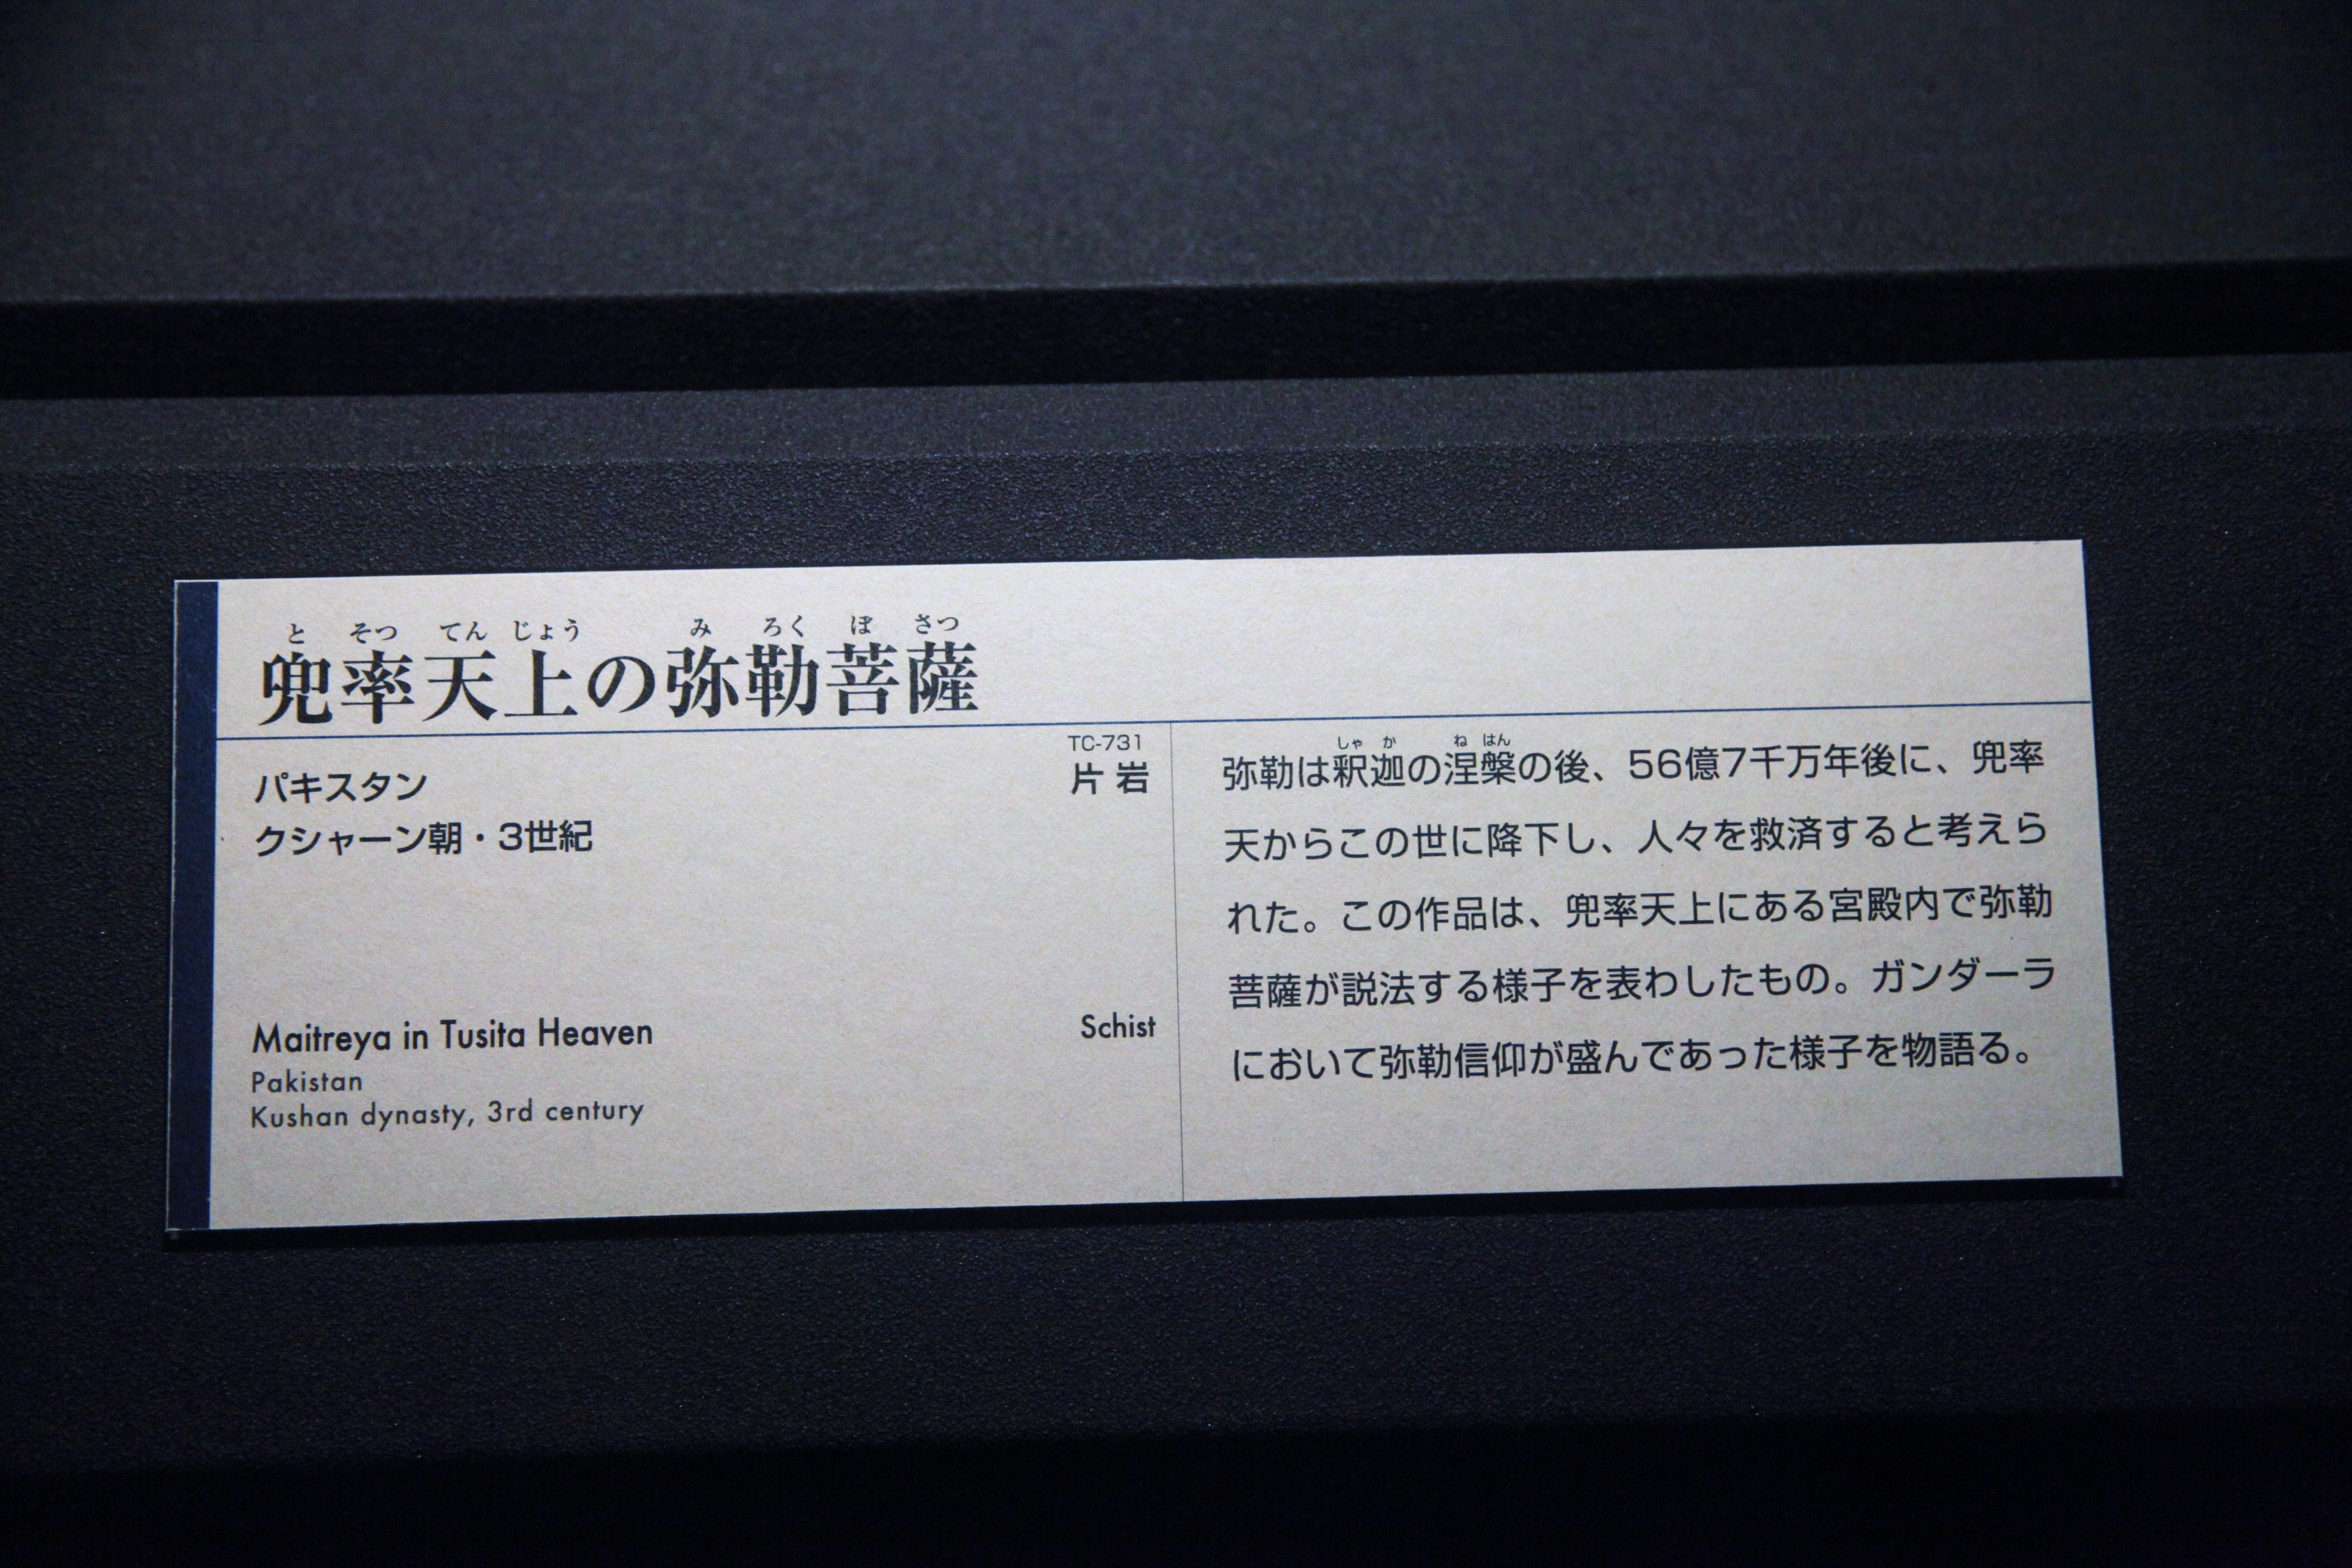 と そつ てん じょう み ろく ぼ さつ
兜率天上の弥勒菩薩
TC-731
パキスタン
片岩
クシャーン朝・3世紀
Maitreya in Tusita Heaven
Schist
Pakistan
Kushan dynasty, 3rd century
しゃ か ね はん
弥勒は釈迦の涅槃の後、56億7千万年後に、兜率
天からこの世に降下し、人々を救済すると考えら
れた。この作品は、兜率天上にある宮殿内で弥勒
菩薩が説法する様子を表わしたもの。ガンダーラ
において弥勒信仰が盛んであった様子を物語る。